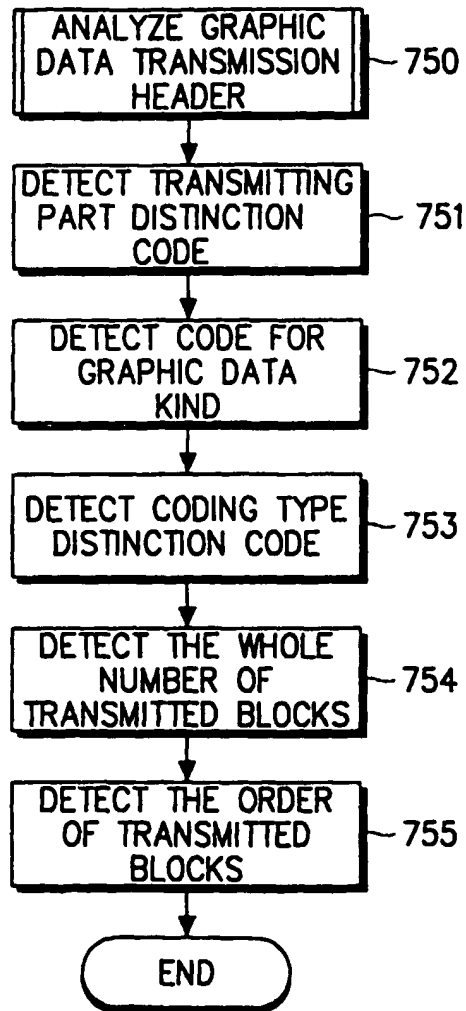 ANALYZE GRAPHIC
DATA TRANSMISSION
HEADER
750
DETECT TRANSMITTING
PART DISTINCTION
CODE
751
DETECT CODE FOR
GRAPHIC DATA
KIND
752
DETECT CODING TYPE
DISTINCTION CODE
753
DETECT THE WHOLE
NUMBER OF
TRANSMITTED BLOCKS
754
DETECT THE ORDER
OF TRANSMITTED
BLOCKS
755
END